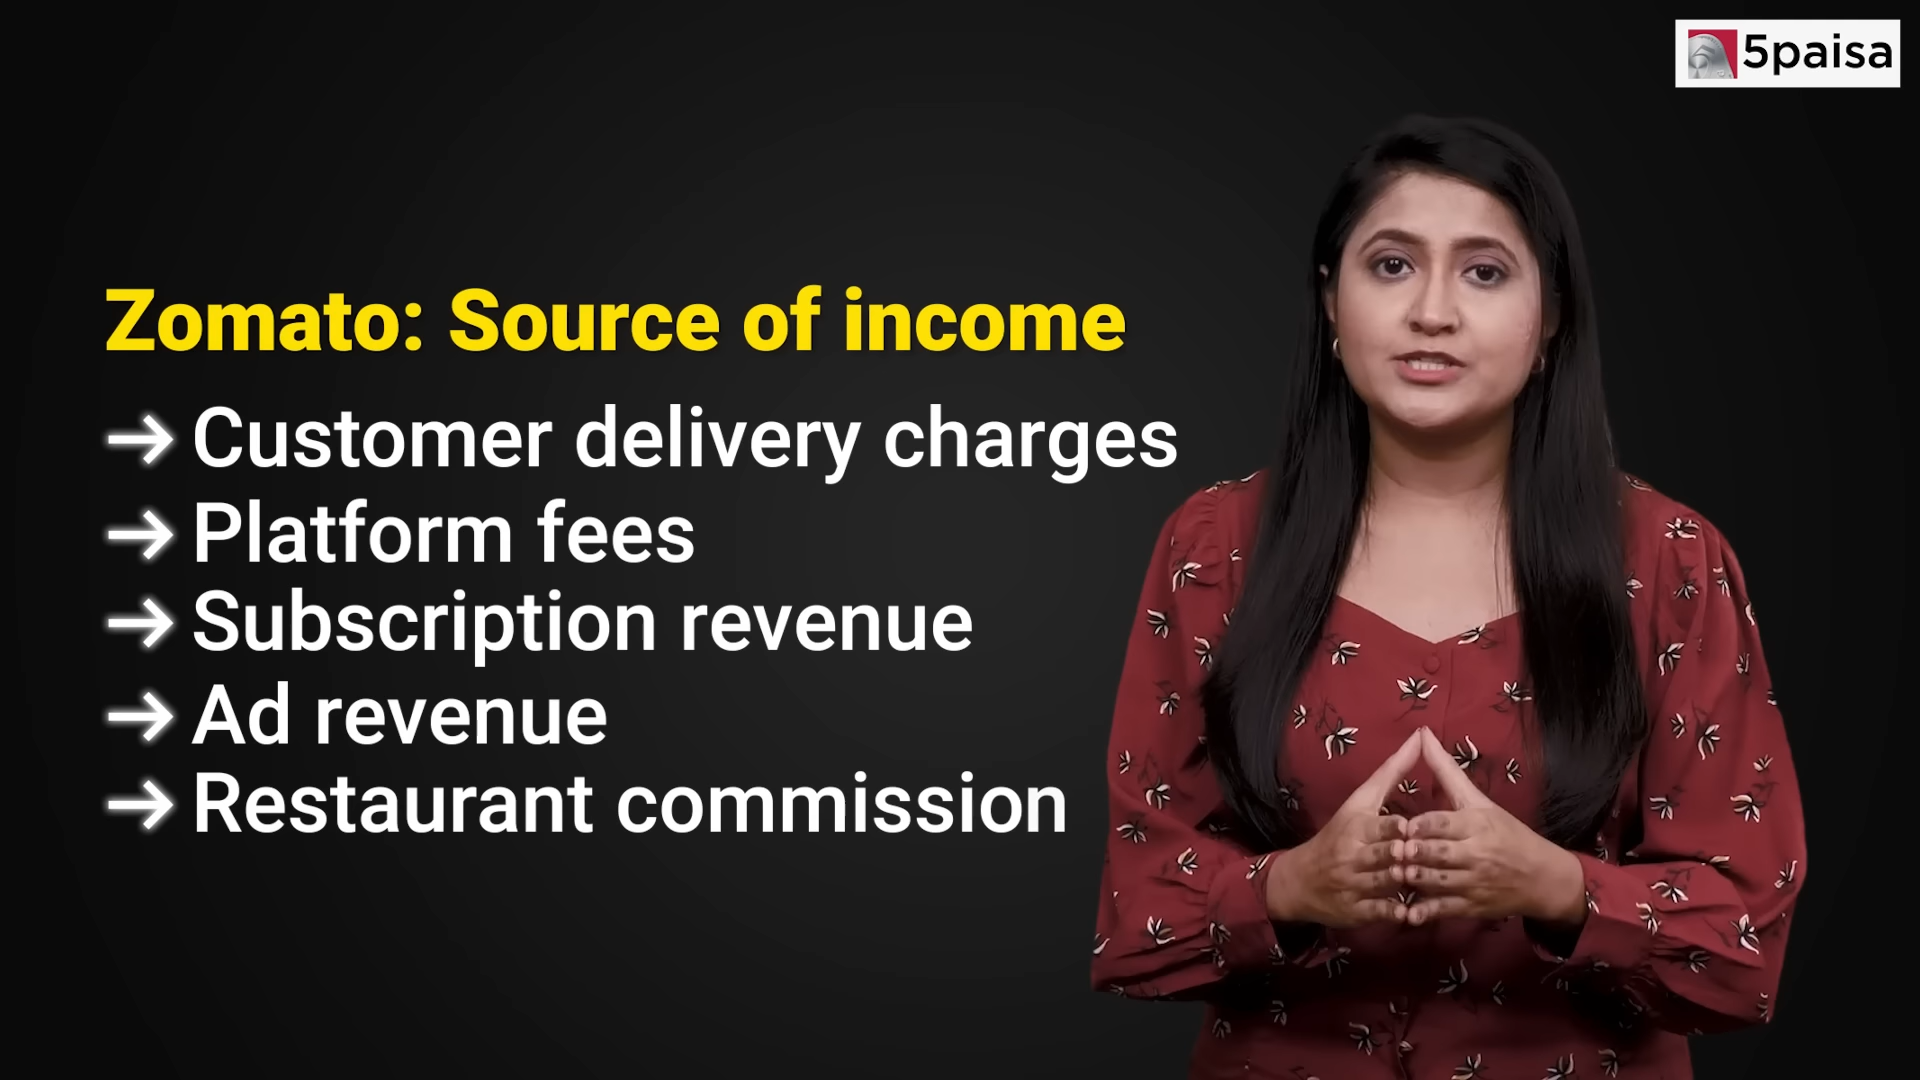 5paisa
Zomato: Source of income
→ Customer delivery charges
→ Platform fees
→ Subscription revenue
→ Ad revenue
→ Restaurant commission